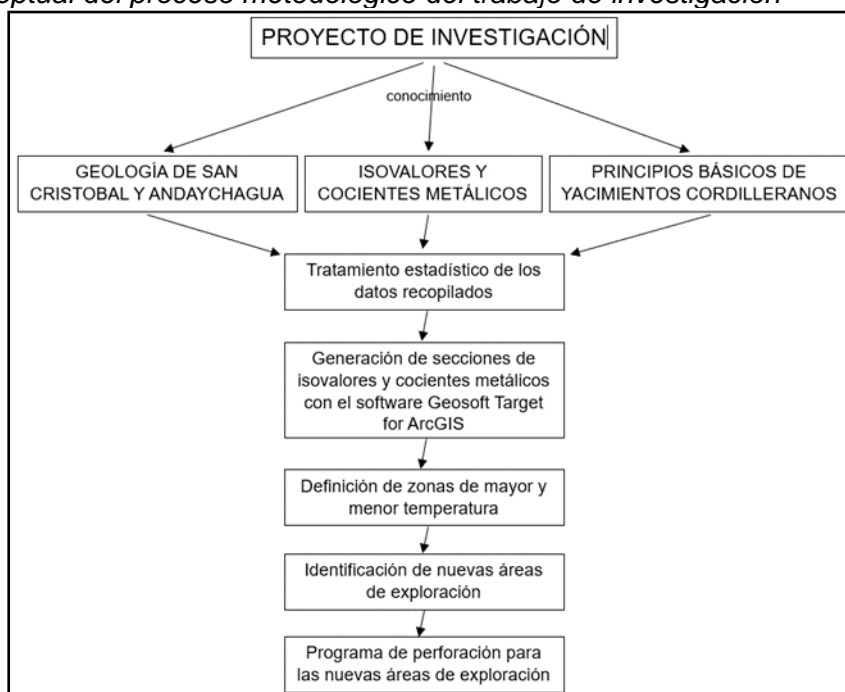 ceptual del proceso metodológico del trabajo de investigación
PROYECTO DE INVESTIGACIÓN
conocimiento
GEOLOGÍA DE SAN
CRISTOBAL Y ANDAYCHAGUA
ISOVALORES Y
COCIENTES METÁLICOS
PRINCIPIOS BÁSICOS DE
YACIMIENTOS CORDILLERANOS
Tratamiento estadístico de los
datos recopilados
Generación de secciones de
isovalores y cocientes metálicos
con el software Geosoft Target
for ArcGIS
Definición de zonas de mayor y
menor temperatura
Identificación de nuevas áreas
de exploración
Programa de perforación para
las nuevas áreas de exploración